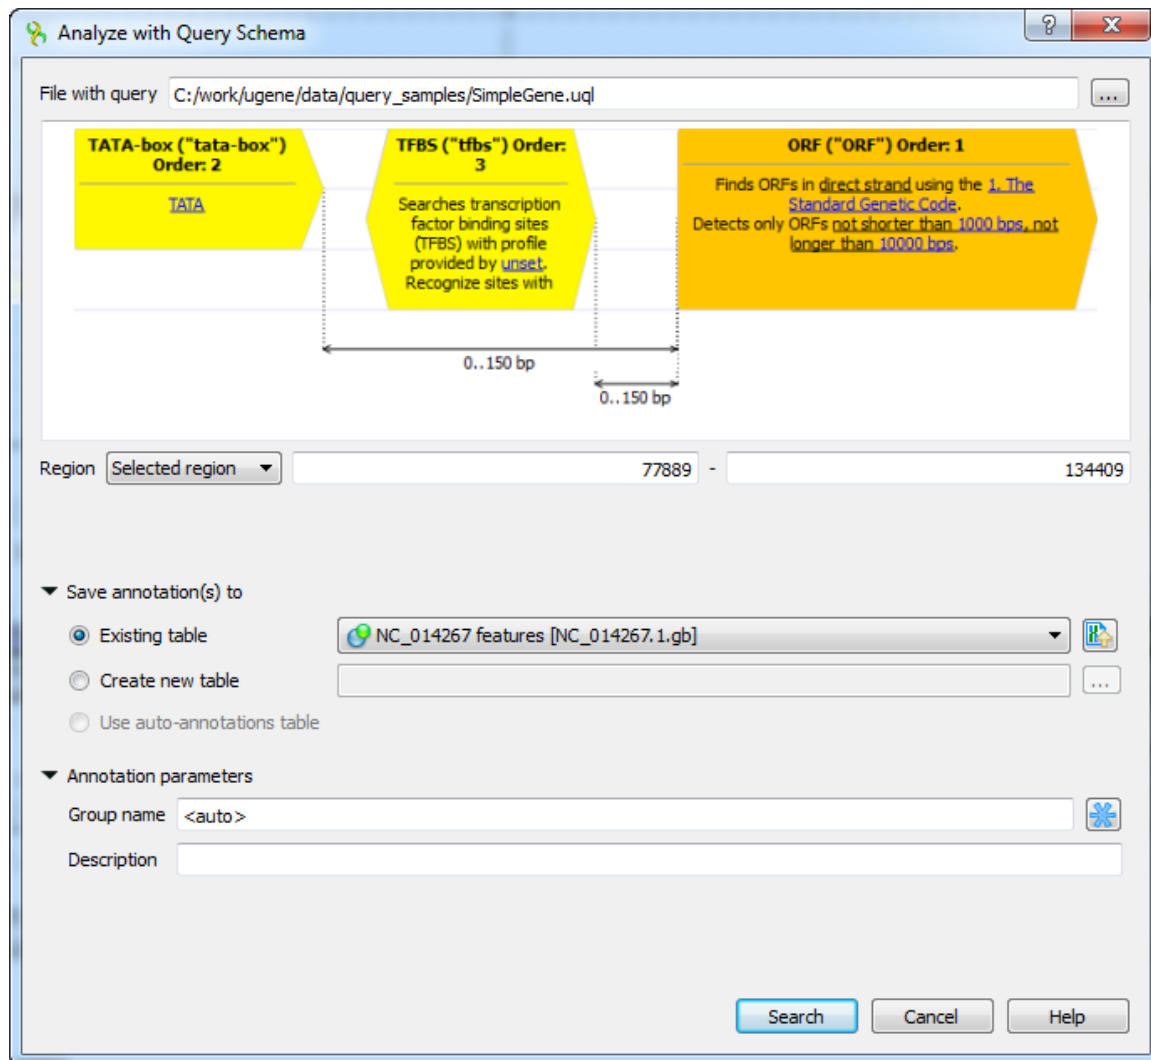 Analyze with Query Schema
File with query C:/work/ugene/data/query_samples/SimpleGene.uql ...
TATA-box ("tata-box")
Order: 2
TATA
TFBS ("tfbs") Order:
3
Searches transcription
factor binding sites
(TFBS) with profile
provided by unset.
Recognize sites with
ORF ("ORF") Order: 1
Finds ORFs in direct strand using the 1. The
Standard Genetic Code.
Detects only ORFs not shorter than 1000 bps, not
longer than 10000 bps.
0..150 bp
0..150 bp
Region Selected region 77889 - 134409
Save annotation(s) to
Existing table NC_014267 features [NC_014267.1.gb]
Create new table ...
Use auto-annotations table
Annotation parameters
Group name <auto>
Description
Search Cancel Help